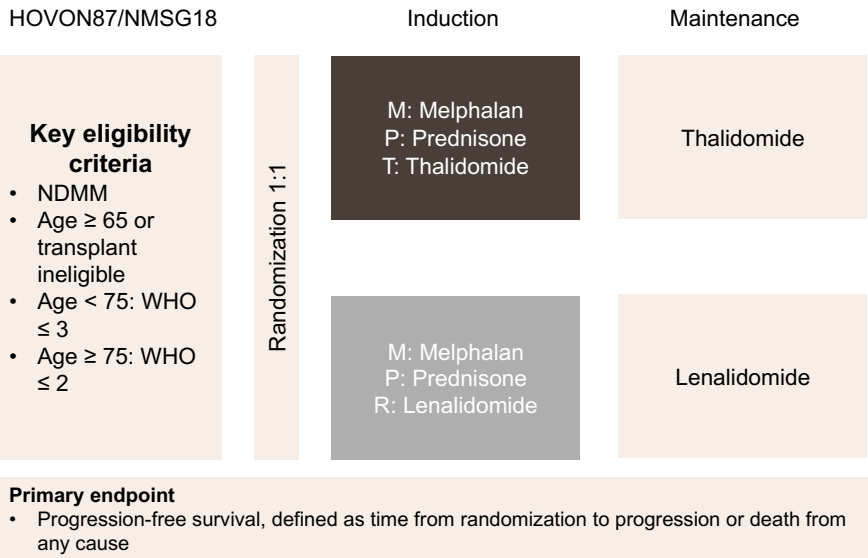 HOVON87/NMSG18
Induction
Maintenance
Key eligibility
criteria
• NDMM
• Age ≥ 65 or
transplant
ineligible
• Age < 75: WHO
≤ 3
• Age ≥ 75: WHO
≤ 2
Randomization 1:1
M: Melphalan
P: Prednisone
T: Thalidomide
Thalidomide
M: Melphalan
P: Prednisone
R: Lenalidomide
Lenalidomide
Primary endpoint
• Progression-free survival, defined as time from randomization to progression or death from
any cause